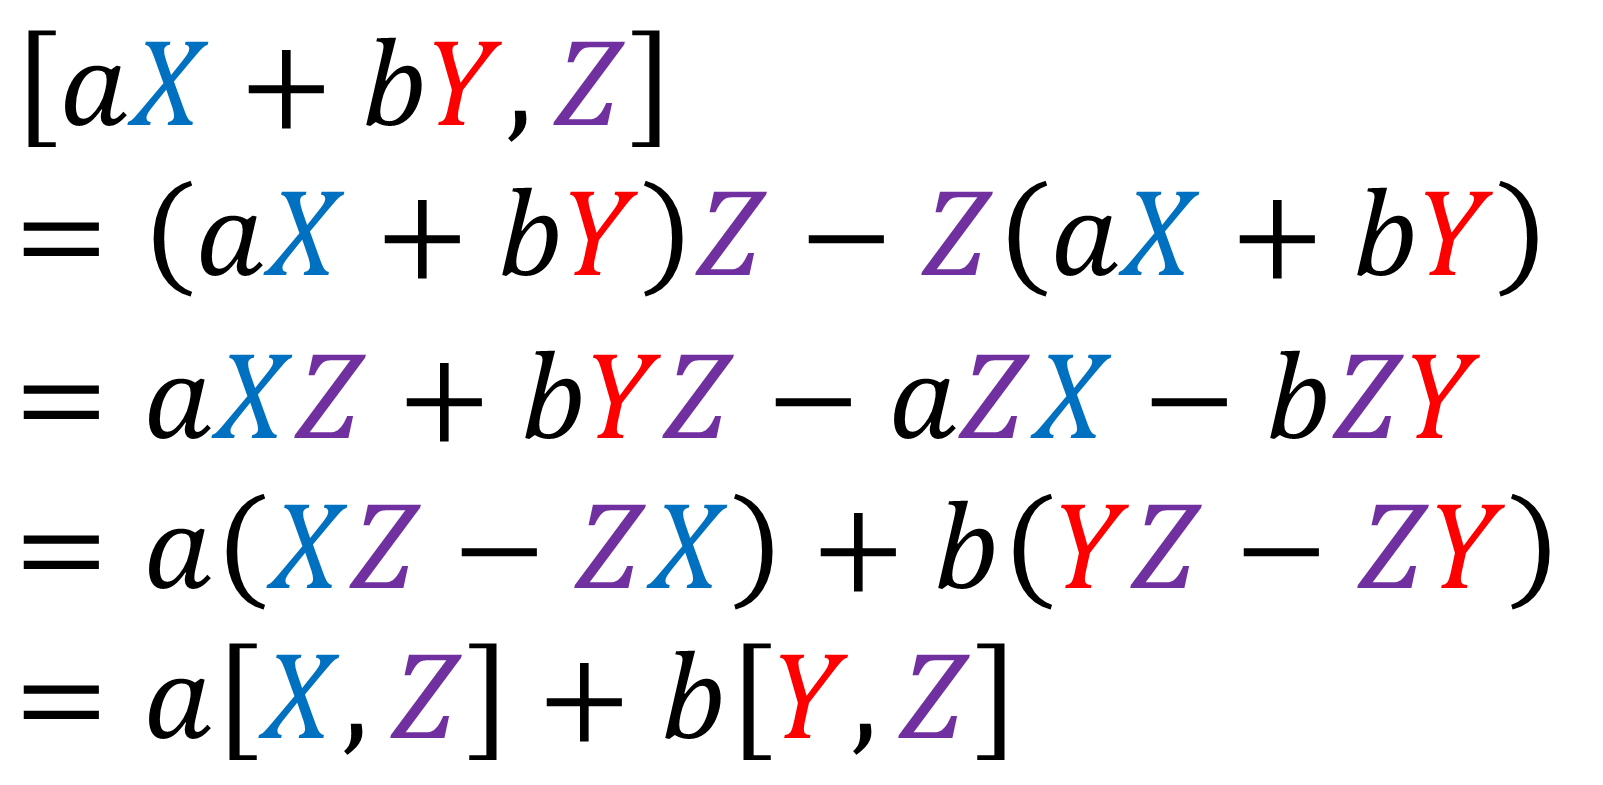 [aX + bY, Z]
= (aX + bY)Z − Z(aX + bY)
= aXZ + bYZ − aZX − bZY
= a(XZ − ZX) + b(YZ − ZY)
= a[X, Z] + b[Y, Z]